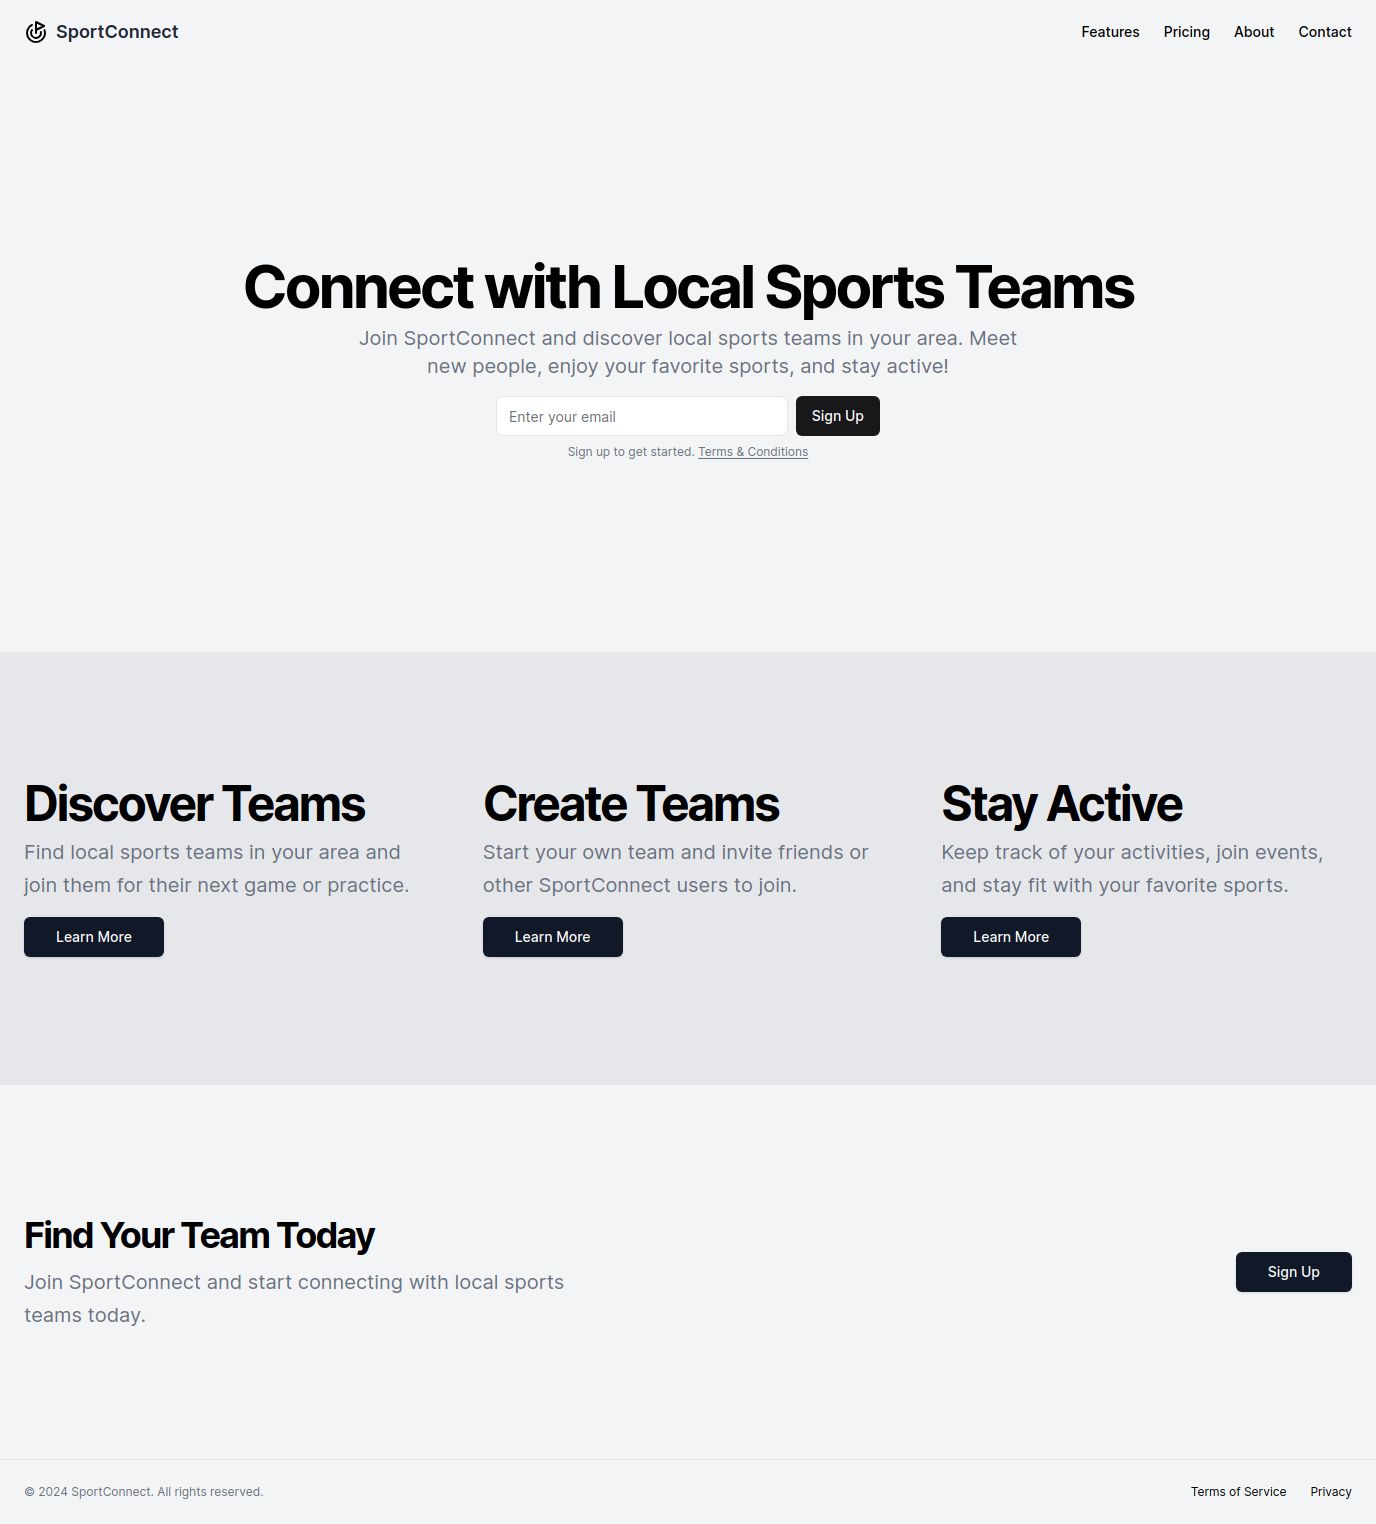 SportConnect
Features Pricing About Contact
Connect with Local Sports Teams
Join SportConnect and discover local sports teams in your area. Meet
new people, enjoy your favorite sports, and stay active!
Enter your email
Sign Up
Sign up to get started. Terms & Conditions
Discover Teams
Find local sports teams in your area and
join them for their next game or practice.
Learn More
Create Teams
Start your own team and invite friends or
other SportConnect users to join.
Learn More
Stay Active
Keep track of your activities, join events,
and stay fit with your favorite sports.
Learn More
Find Your Team Today
Join SportConnect and start connecting with local sports
teams today.
Sign Up
© 2024 SportConnect. All rights reserved.
Terms of Service Privacy